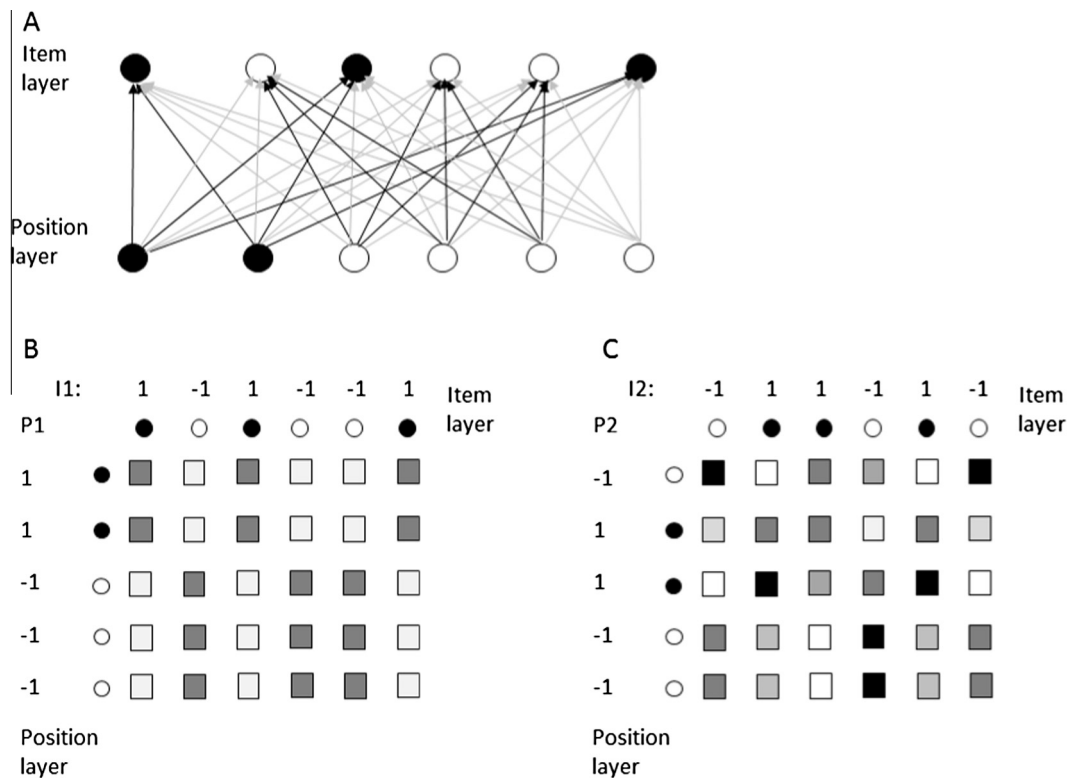 A
Item
layer
Position
layer
B
I1: 1 -1 1 -1 -1 1
Item
layer
P1
1
1
-1
-1
-1
Position
layer
C
I2: -1 1 1 -1 1 -1
Item
layer
P2
-1
1
1
-1
-1
Position
layer